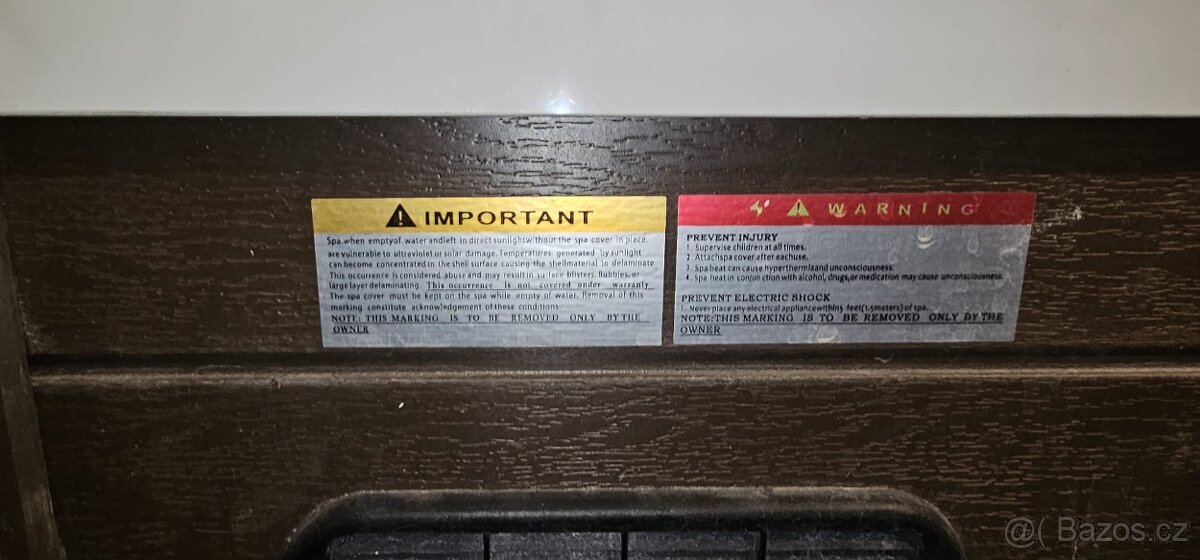 IMPORTANT
Spa.when emptyof water andleft in direct sunlight without the spa cover in place,
are vulnerable to ultraviolet or solar damage. Temperatures generated by sunlight
can become concentrated in the shell surface causing the shellmaterial lo delaminate
This occurrence is considered abuse and may result in surface blisters. Bubbles, or
large layer delaminating. This occurrence is not covered under warranty
The spa cover must be kept on the spa while empty of water. Removal of this
marking constitute acknowledgement of these conditions
NOTE: THIS MARKING IS TO BE REMOVED ONLY BY THE
OWNER
WARNING
PREVENT INJURY
1. Supervise children at all times.
2 Attachspa cover after eachuse.
3 Spa heat can cause hyperthermiaand unconsciousness.
4 Spa heat in conjunction with alcohol, drugs,or medication may cause unconsciousness.
PREVENT ELECTRIC SHOCK
1. Never place any electrical appliancewithin5 feet(1,5meters) of spa.
NOTE:THIS MARKING IS TO BE REMOVED ONLY BY THE
OWNER
@( Bazos.cz